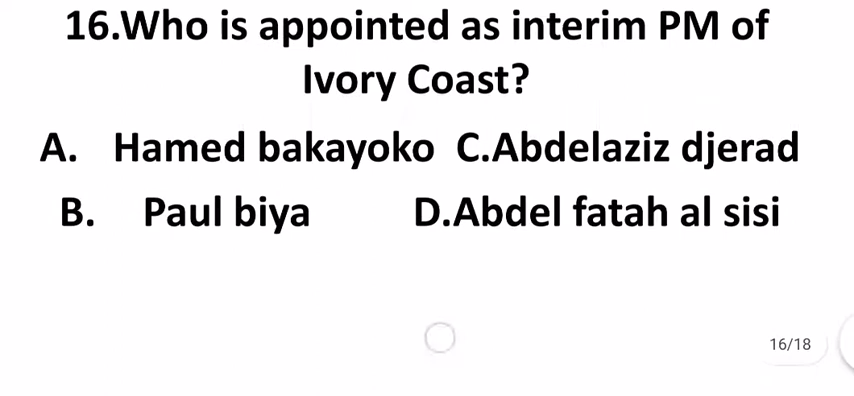 16.Who is appointed as interim PM of
Ivory Coast?
A. Hamed bakayoko C.Abdelaziz djerad
B. Paul biya D.Abdel fatah al sisi
16/18